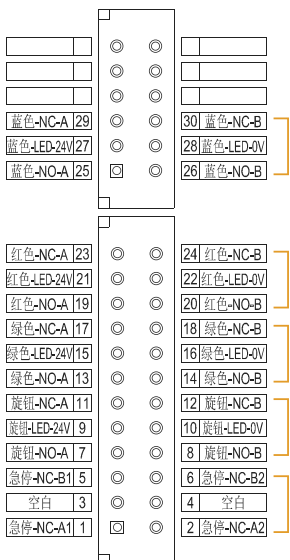 蓝色-NC-A 29 30 蓝色-NC-B
蓝色-LED-24V 27 28 蓝色-LED-0V
蓝色-NO-A 25 26 蓝色-NO-B
红色-NC-A 23 24 红色-NC-B
红色-LED-24V 21 22 红色-LED-0V
红色-NO-A 19 20 红色-NO-B
绿色-NC-A 17 18 绿色-NC-B
绿色-LED-24V 15 16 绿色-LED-0V
绿色-NO-A 13 14 绿色-NO-B
旋钮-NC-A 11 12 旋钮-NC-B
旋钮-LED-24V 9 10 旋钮-LED-0V
旋钮-NO-A 7 8 旋钮-NO-B
急停-NC-B1 5 6 急停-NC-B2
空白 3 4 空白
急停-NC-A1 1 2 急停-NC-A2